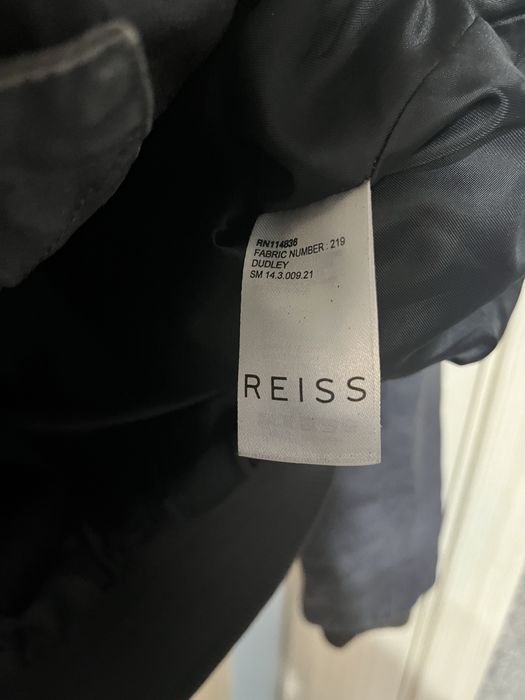 RN114836
FABRIC NUMBER : 219
DUDLEY
SM 14.3.009.21
REISS